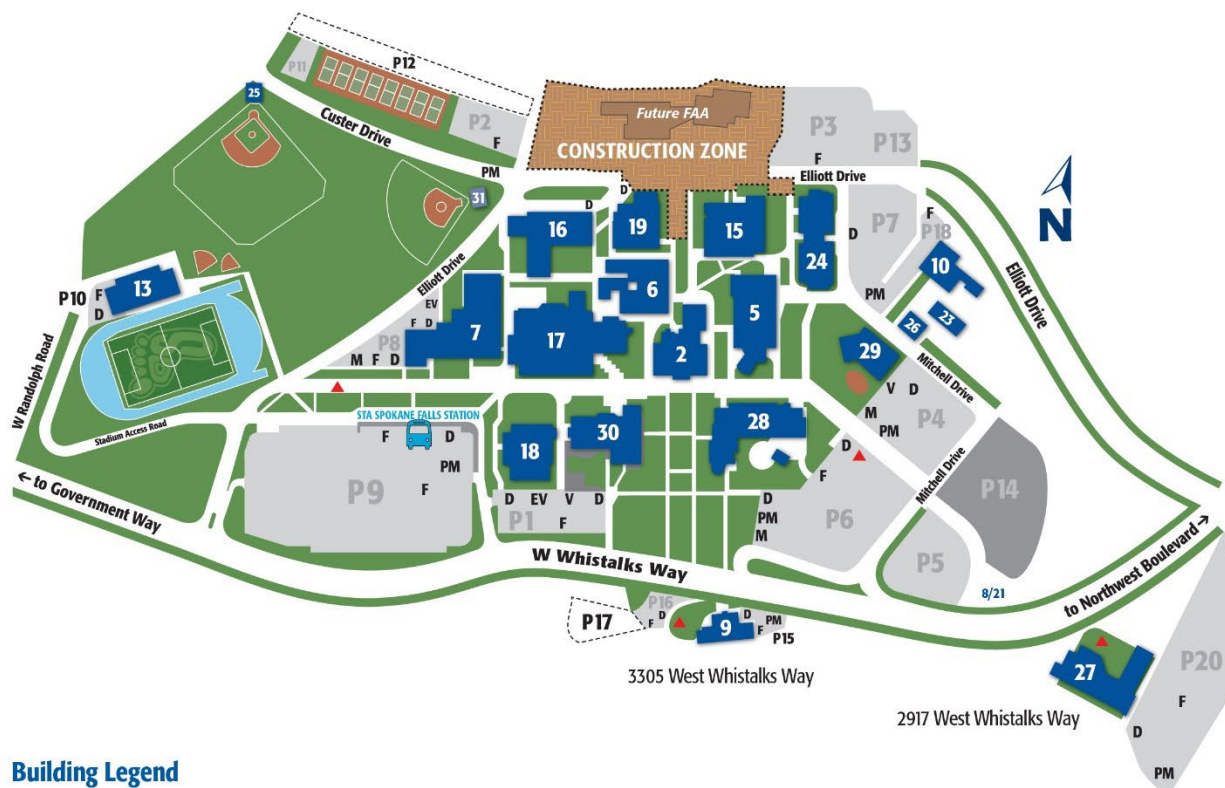 P12
P11
25
Custer Drive
P2
F
PM
Future FAA
CONSTRUCTION ZONE
P3
F
P13
Elliott Drive
N
31
D
D
16
19
15
24
P7
D
F
P18
10
PM
Elliott Drive
Elliott Drive
P10
F
D
13
EV
F D
P8
M F D
7
17
6
2
5
29
26
23
Mitchell Drive
V D
M
P4
PM
W Randolph Road
Stadium Access Road
STA SPOKANE FALLS STATION
F D
PM
F
P9
18
30
28
D
F
P6
Mitchell Drive
P14
← to Government Way
D EV V D
P1
F
D
PM
M
P5
W Whistalks Way
8/21
to Northwest Boulevard →
P17
P16
D
F
9
D
PM
F
P15
3305 West Whistalks Way
27
P20
F
D
PM
2917 West Whistalks Way
Building Legend